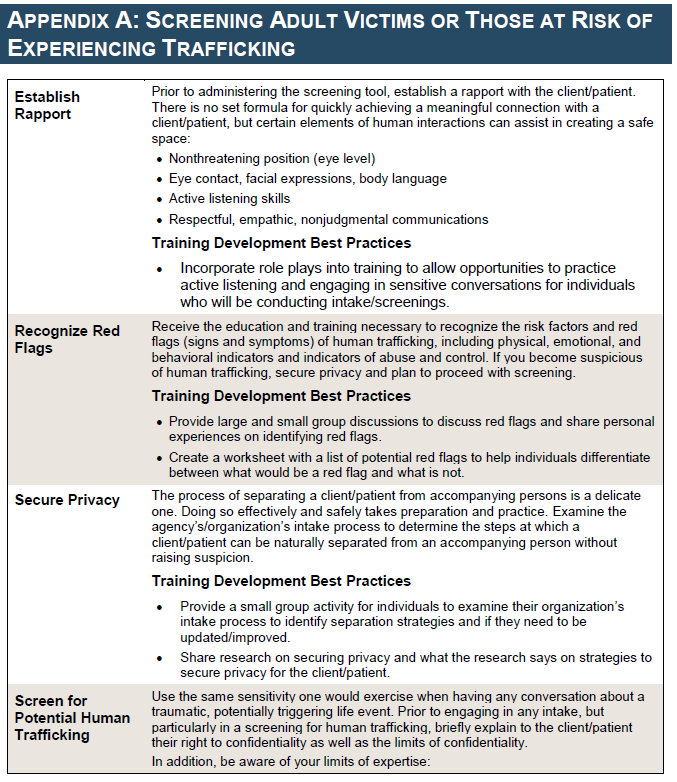 APPENDIX A: SCREENING ADULT VICTIMS OR THOSE AT RISK OF
EXPERIENCING TRAFFICKING
Establish
Rapport
Prior to administering the screening tool, establish a rapport with the client/patient.
There is no set formula for quickly achieving a meaningful connection with a
client/patient, but certain elements of human interactions can assist in creating a safe
space:
• Nonthreatening position (eye level)
• Eye contact, facial expressions, body language
• Active listening skills
• Respectful, empathic, nonjudgmental communications
Training Development Best Practices
• Incorporate role plays into training to allow opportunities to practice
active listening and engaging in sensitive conversations for individuals
who will be conducting intake/screenings.
Recognize Red
Flags
Receive the education and training necessary to recognize the risk factors and red
flags (signs and symptoms) of human trafficking, including physical, emotional, and
behavioral indicators and indicators of abuse and control. If you become suspicious
of human trafficking, secure privacy and plan to proceed with screening.
Training Development Best Practices
• Provide large and small group discussions to discuss red flags and share personal
experiences on identifying red flags.
• Create a worksheet with a list of potential red flags to help individuals differentiate
between what would be a red flag and what is not.
Secure Privacy
The process of separating a client/patient from accompanying persons is a delicate
one. Doing so effectively and safely takes preparation and practice. Examine the
agency's/organization's intake process to determine the steps at which a
client/patient can be naturally separated from an accompanying person without
raising suspicion.
Training Development Best Practices
• Provide a small group activity for individuals to examine their organization's
intake process to identify separation strategies and if they need to be
updated/improved.
• Share research on securing privacy and what the research says on strategies to
secure privacy for the client/patient.
Screen for
Potential Human
Trafficking
Use the same sensitivity one would exercise when having any conversation about a
traumatic, potentially triggering life event. Prior to engaging in any intake, but
particularly in a screening for human trafficking, briefly explain to the client/patient
their right to confidentiality as well as the limits of confidentiality.
In addition, be aware of your limits of expertise: